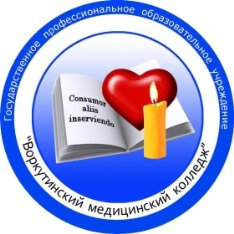 Государственное профессиональное образовательное учреждение
Consumor
aliis
inserviendo
"Воркутинский медицинский колледж"